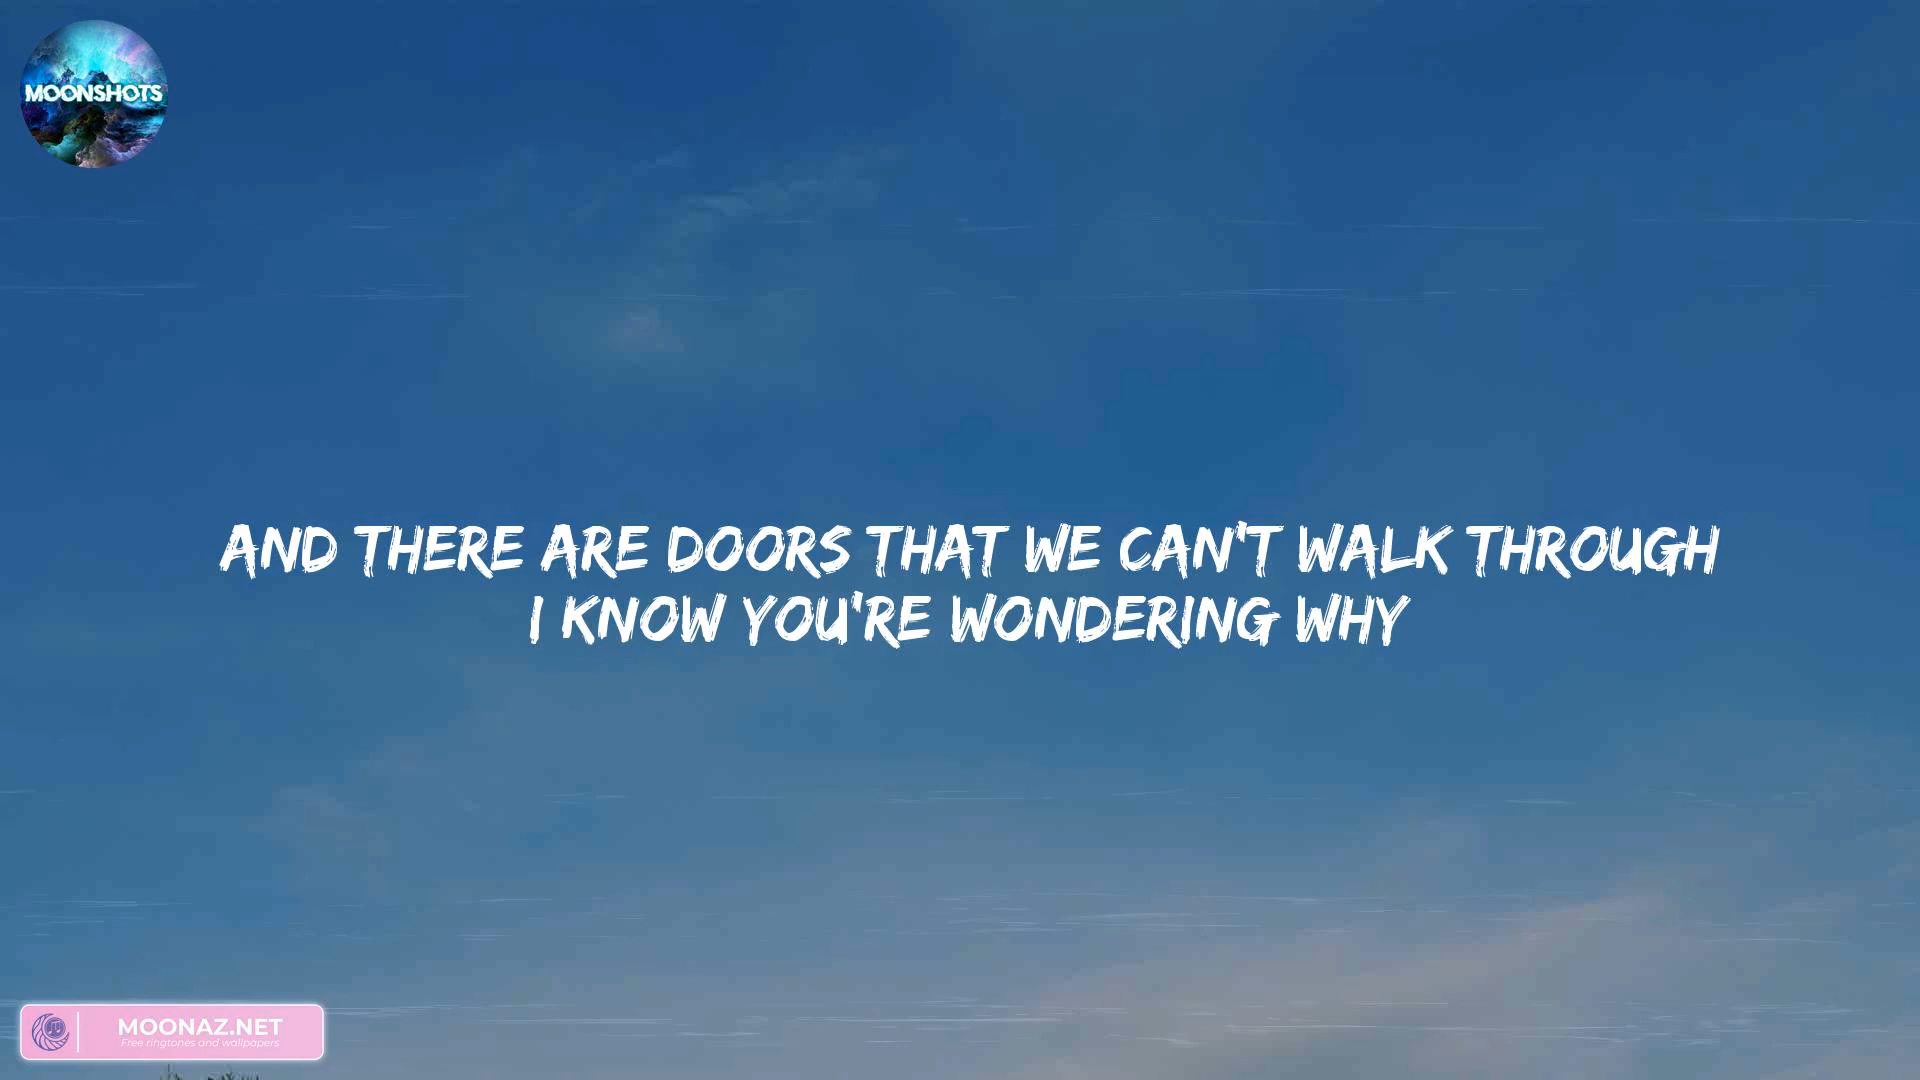 MOONSHOTS
AND THERE ARE DOORS THAT WE CAN'T WALK THROUGH
I KNOW YOU'RE WONDERING WHY
MOONAZ.NET
Free ringtones and wallpapers